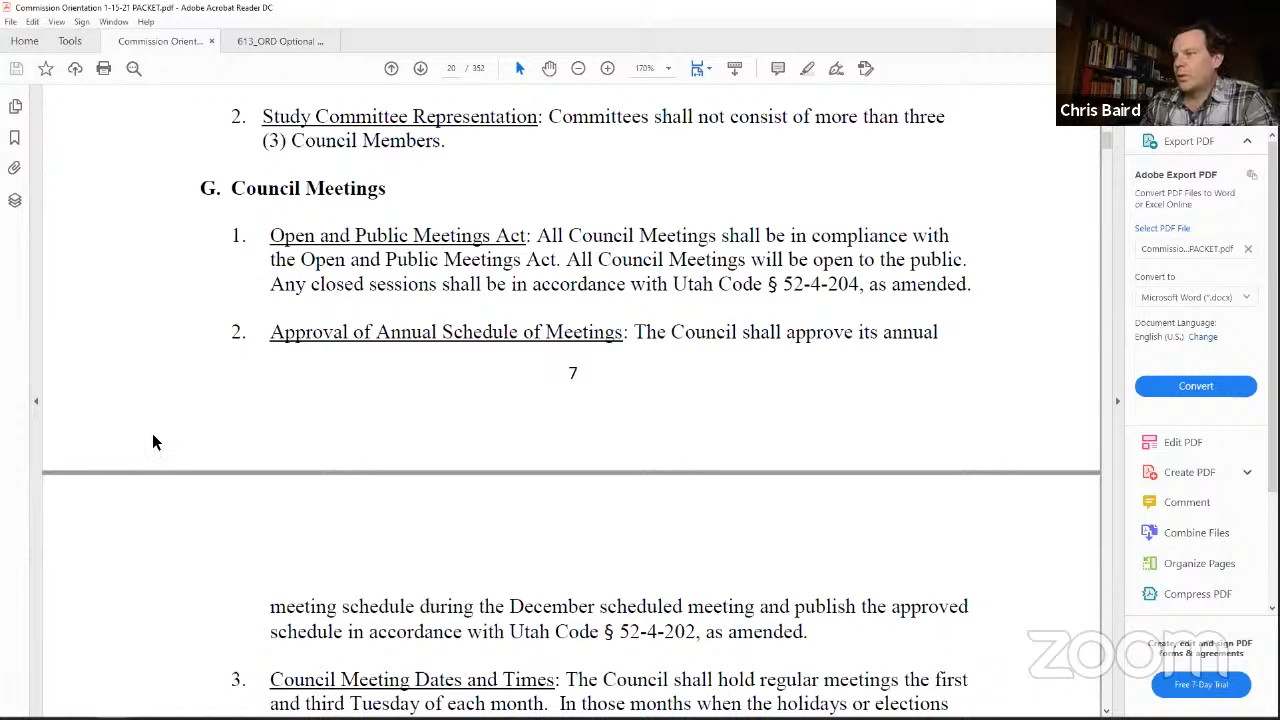 Commission Orientation 1-15-21 PACKET.pdf - Adobe Acrobat Reader DC
File Edit View Sign Window Help
Home Tools Commission Orient... × 613_ORD Optional ...
20 / 352 170%
2. Study Committee Representation: Committees shall not consist of more than three
(3) Council Members.
G. Council Meetings
1. Open and Public Meetings Act: All Council Meetings shall be in compliance with
the Open and Public Meetings Act. All Council Meetings will be open to the public.
Any closed sessions shall be in accordance with Utah Code § 52-4-204, as amended.
2. Approval of Annual Schedule of Meetings: The Council shall approve its annual
7
meeting schedule during the December scheduled meeting and publish the approved
schedule in accordance with Utah Code § 52-4-202, as amended.
3. Council Meeting Dates and Times: The Council shall hold regular meetings the first
and third Tuesday of each month. In those months when the holidays or elections
Chris Baird
Export PDF
Adobe Export PDF
Convert PDF Files to Word
or Excel Online
Select PDF File
Commissio...PACKET.pdf ×
Convert to
Microsoft Word (*.docx)
Document Language:
English (U.S.) Change
Convert
Edit PDF
Create PDF
Comment
Combine Files
Organize Pages
Compress PDF
Create, edit and sign PDF
forms & agreements
Free 7-Day Trial
zoom